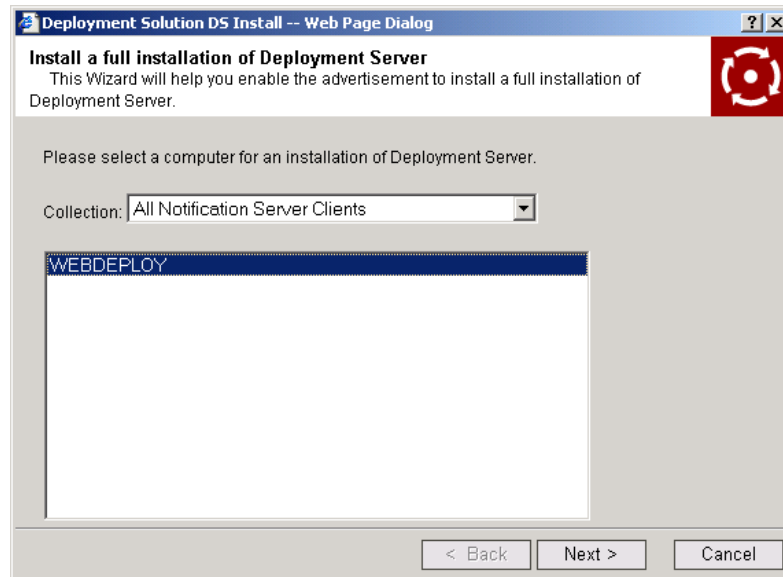 Deployment Solution DS Install -- Web Page Dialog
Install a full installation of Deployment Server
This Wizard will help you enable the advertisement to install a full installation of
Deployment Server.
Please select a computer for an installation of Deployment Server.
Collection: All Notification Server Clients
WEBDEPLOY
< Back Next > Cancel